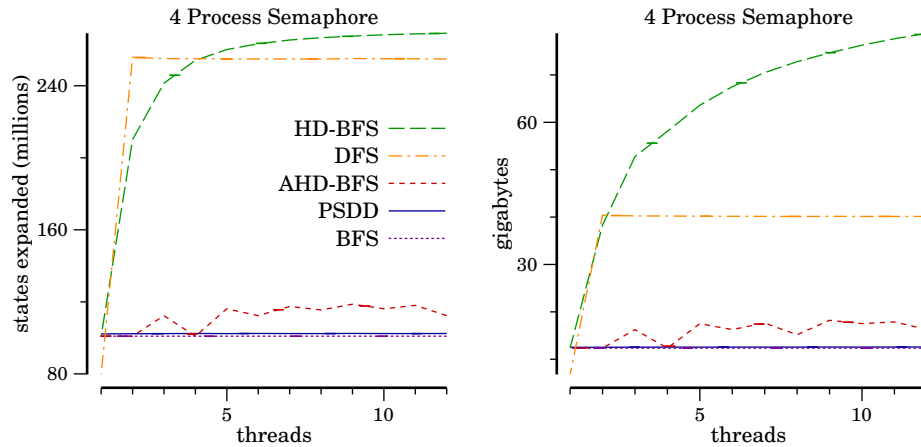 4 Process Semaphore
states expanded (millions)
240
160
80
HD-BFS
DFS
AHD-BFS
PSDD
BFS
5
10
threads
4 Process Semaphore
gigabytes
60
30
5
10
threads